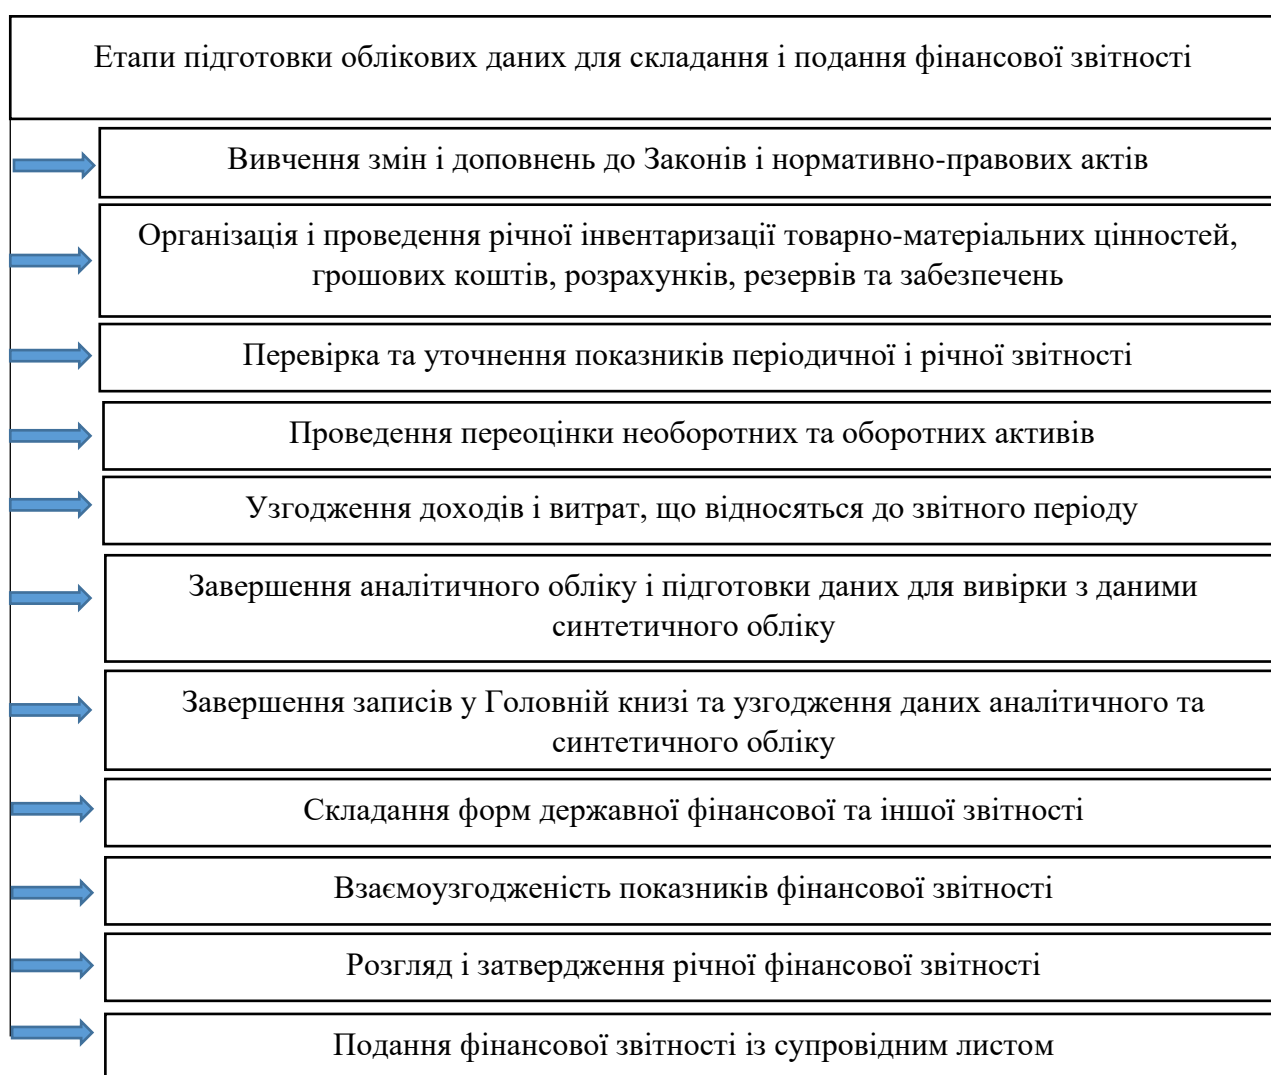 Етапи підготовки облікових даних для складання і подання фінансової звітності
Вивчення змін і доповнень до Законів і нормативно-правових актів
Організація і проведення річної інвентаризації товарно-матеріальних цінностей,
грошових коштів, розрахунків, резервів та забезпечень
Перевірка та уточнення показників періодичної і річної звітності
Проведення переоцінки необоротних та оборотних активів
Узгодження доходів і витрат, що відносяться до звітного періоду
Завершення аналітичного обліку і підготовки даних для вивірки з даними
синтетичного обліку
Завершення записів у Головній книзі та узгодження даних аналітичного та
синтетичного обліку
Складання форм державної фінансової та іншої звітності
Взаємоузгодженість показників фінансової звітності
Розгляд і затвердження річної фінансової звітності
Подання фінансової звітності із супровідним листом